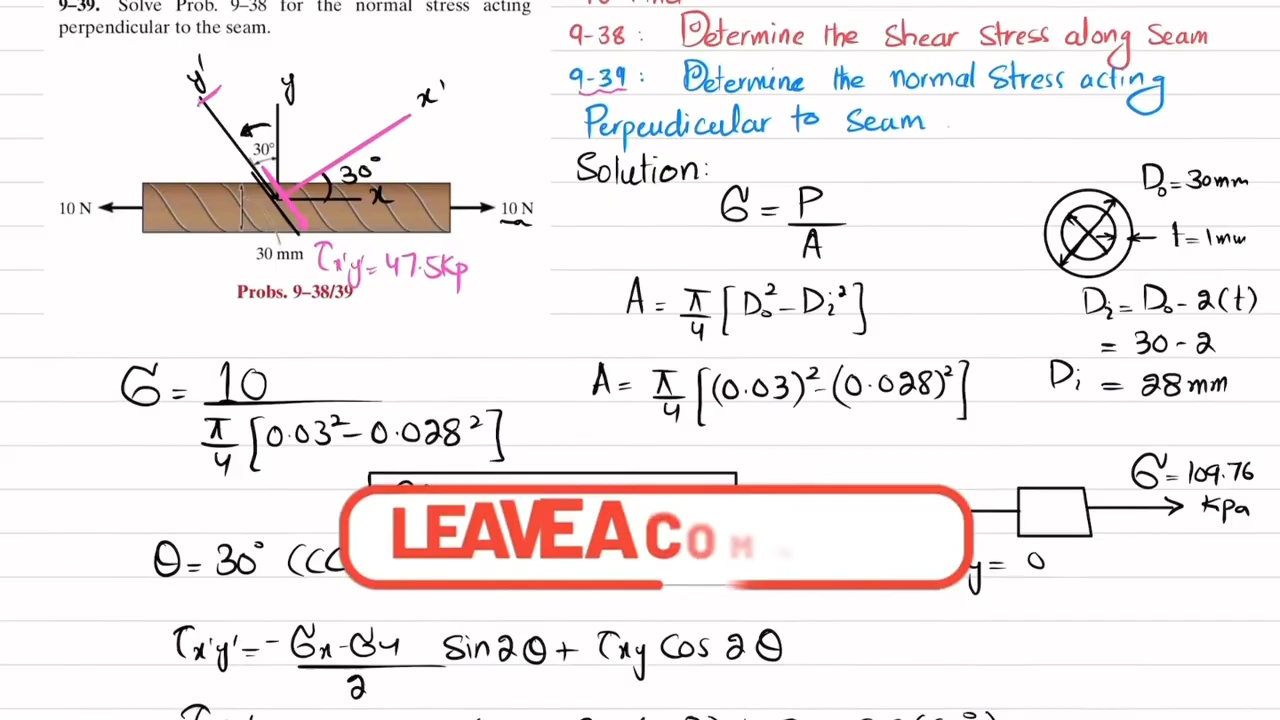 9–39. Solve Prob. 9–38 for the normal stress acting
perpendicular to the seam.
9-38: Determine the Shear Stress along Seam
9-39: Determine the normal Stress acting
Perpendicular to Seam
Solution:
y'
y
x'
30°
30°
x
10 N
10 N
30 mm
τx'y' = 47.5Kp
Probs. 9–38/39
σ = P/A
D₀ = 30mm
t = 1mm
A = π/4 [D₀² - Di²]
Di = D₀ - 2(t)
= 30 - 2
Di = 28mm
A = π/4 [(0.03)² - (0.028)²]
σ = 10 / π/4 [0.03² - 0.028²]
σ = 109.76
Kpa
LEAVE A COM
θ = 30° (CC
y = 0
τx'y' = - σx - σy / 2 Sin2θ + τxy Cos 2θ